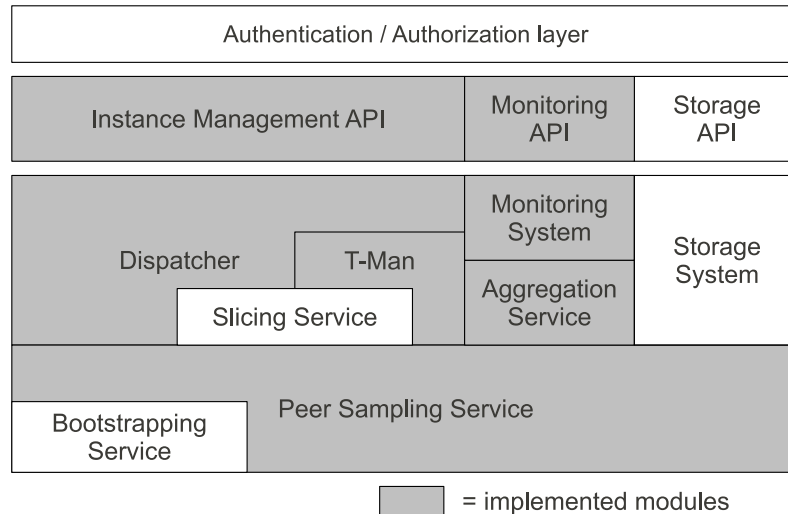 Authentication / Authorization layer
Instance Management API
Monitoring
API
Storage
API
Dispatcher
T-Man
Slicing Service
Monitoring
System
Aggregation
Service
Storage
System
Peer Sampling Service
Bootstrapping
Service
= implemented modules